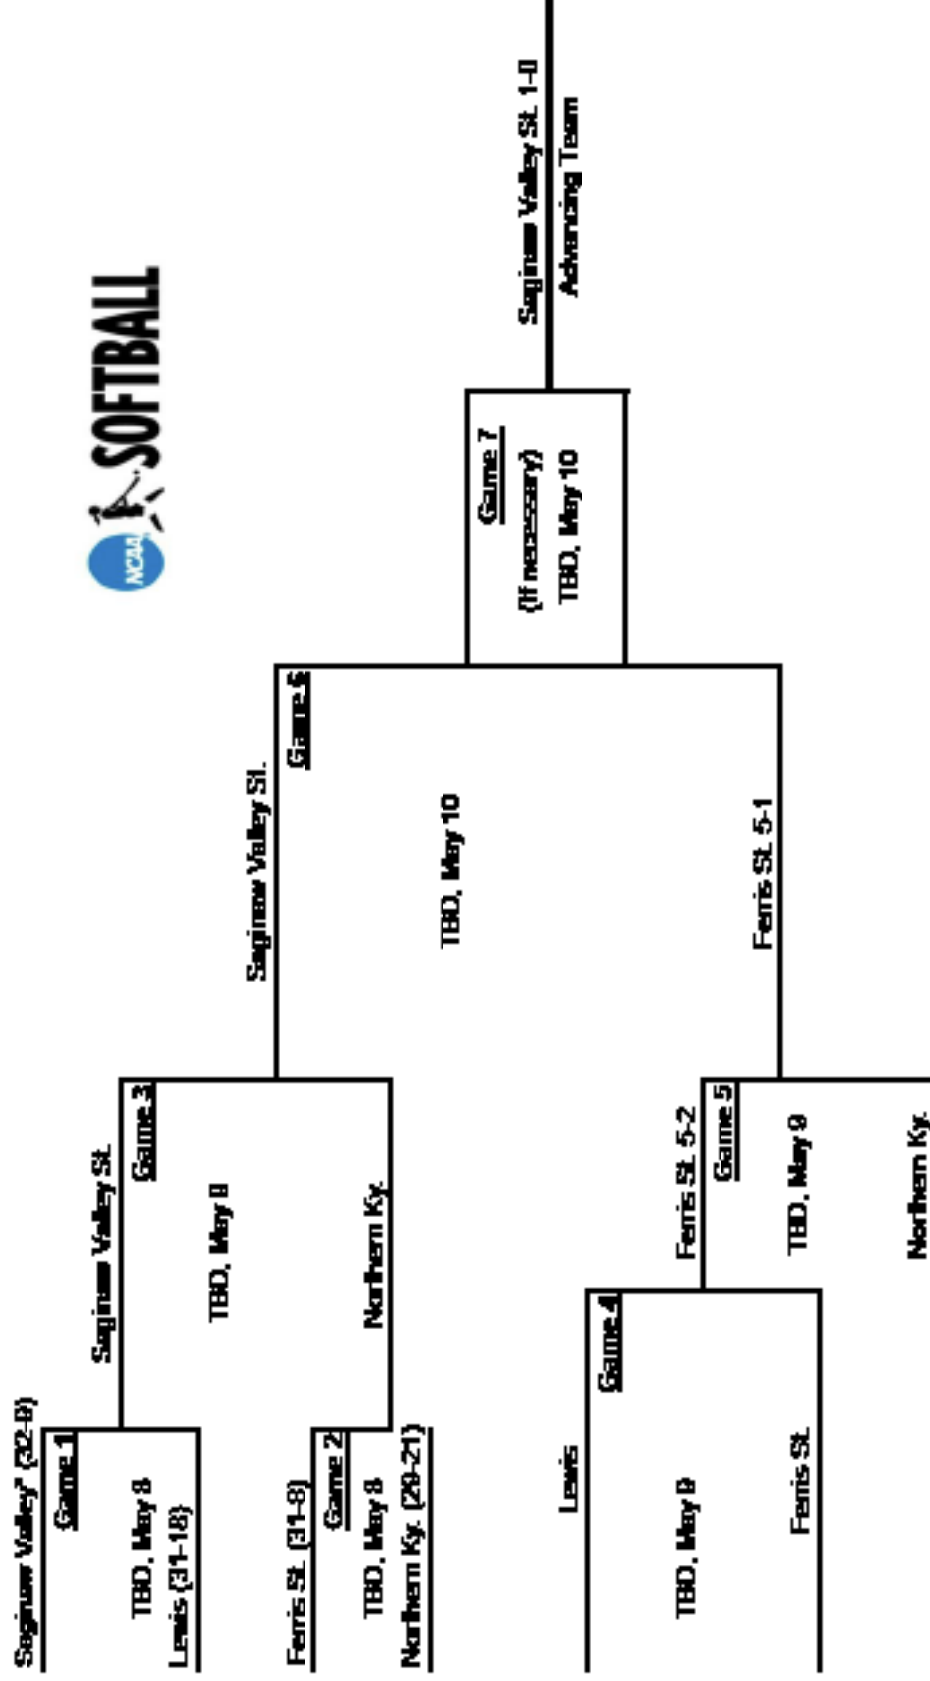 NCAA SOFTBALL
Saginaw Valley* (32-9)
Game 1
TBD, May 8
Lewis (31-18)
Saginaw Valley St.
Game 3
TBD, May 9
Northern Ky.
Ferris St. (31-8)
Game 2
TBD, May 8
Northern Ky. (29-21)
Saginaw Valley St.
Game 6
TBD, May 10
Ferris St. 5-1
Lewis
Game 4
TBD, May 9
Ferris St.
Ferris St. 5-2
Game 5
TBD, May 9
Northern Ky.
Game 7
(If necessary)
TBD, May 10
Saginaw Valley St. 1-0
Advancing Team